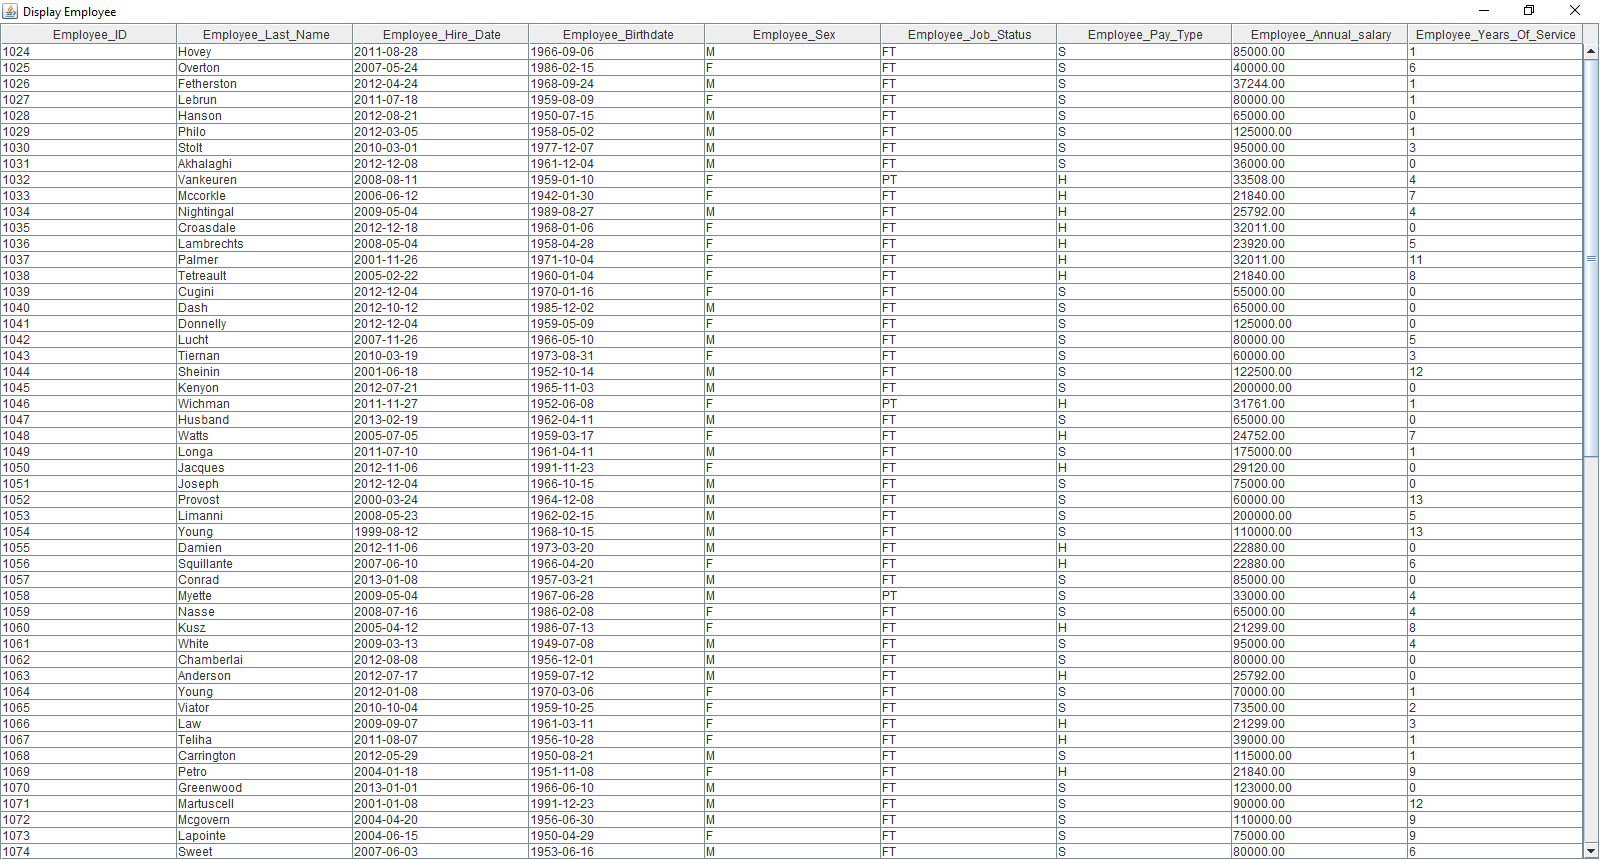 Display Employee
Employee_ID Employee_Last_Name Employee_Hire_Date Employee_Birthdate Employee_Sex Employee_Job_Status Employee_Pay_Type Employee_Annual_salary Employee_Years_Of_Service
1024 Hovey 2011-08-28 1966-09-06 M FT S 85000.00 1
1025 Overton 2007-05-24 1986-02-15 F FT S 40000.00 6
1026 Fetherston 2012-04-24 1968-09-24 M FT S 37244.00 1
1027 Lebrun 2011-07-18 1959-08-09 F FT S 80000.00 1
1028 Hanson 2012-08-21 1950-07-15 M FT S 65000.00 0
1029 Philo 2012-03-05 1958-05-02 M FT S 125000.00 1
1030 Stolt 2010-03-01 1977-12-07 M FT S 95000.00 3
1031 Akhalaghi 2012-12-08 1961-12-04 M FT S 36000.00 0
1032 Vankeuren 2008-08-11 1959-01-10 F PT H 33508.00 4
1033 Mccorkle 2006-06-12 1942-01-30 F FT H 21840.00 7
1034 Nightingal 2009-05-04 1989-08-27 M FT H 25792.00 4
1035 Croasdale 2012-12-18 1968-01-06 F FT H 32011.00 0
1036 Lambrechts 2008-05-04 1958-04-28 F FT H 23920.00 5
1037 Palmer 2001-11-26 1971-10-04 F FT H 32011.00 11
1038 Tetreault 2005-02-22 1960-01-04 F FT H 21840.00 8
1039 Cugini 2012-12-04 1970-01-16 F FT S 55000.00 0
1040 Dash 2012-10-12 1985-12-02 M FT S 65000.00 0
1041 Donnelly 2012-12-04 1959-05-09 F FT S 125000.00 0
1042 Lucht 2007-11-26 1966-05-10 M FT S 80000.00 5
1043 Tiernan 2010-03-19 1973-08-31 F FT S 60000.00 3
1044 Sheinin 2001-06-18 1952-10-14 M FT S 122500.00 12
1045 Kenyon 2012-07-21 1965-11-03 M FT S 200000.00 0
1046 Wichman 2011-11-27 1952-06-08 F PT H 31761.00 1
1047 Husband 2013-02-19 1962-04-11 M FT S 65000.00 0
1048 Watts 2005-07-05 1959-03-17 F FT H 24752.00 7
1049 Longa 2011-07-10 1961-04-11 M FT S 175000.00 1
1050 Jacques 2012-11-06 1991-11-23 F FT H 29120.00 0
1051 Joseph 2012-12-04 1966-10-15 M FT S 75000.00 0
1052 Provost 2000-03-24 1964-12-08 M FT S 60000.00 13
1053 Limanni 2008-05-23 1962-02-15 M FT S 200000.00 5
1054 Young 1999-08-12 1968-10-15 M FT S 110000.00 13
1055 Damien 2012-11-06 1973-03-20 M FT H 22880.00 0
1056 Squillante 2007-06-10 1966-04-20 F FT H 22880.00 6
1057 Conrad 2013-01-08 1957-03-21 M FT S 85000.00 0
1058 Myette 2009-05-04 1967-06-28 M PT S 33000.00 4
1059 Nasse 2008-07-16 1986-02-08 F FT S 65000.00 4
1060 Kusz 2005-04-12 1986-07-13 F FT H 21299.00 8
1061 White 2009-03-13 1949-07-08 M FT S 95000.00 4
1062 Chamberlai 2012-08-08 1956-12-01 M FT S 80000.00 0
1063 Anderson 2012-07-17 1959-07-12 M FT H 25792.00 0
1064 Young 2012-01-08 1970-03-06 F FT S 70000.00 1
1065 Viator 2010-10-04 1959-10-25 F FT S 73500.00 2
1066 Law 2009-09-07 1961-03-11 F FT H 21299.00 3
1067 Teliha 2011-08-07 1956-10-28 F FT H 39000.00 1
1068 Carrington 2012-05-29 1950-08-21 M FT S 115000.00 1
1069 Petro 2004-01-18 1951-11-08 F FT H 21840.00 9
1070 Greenwood 2013-01-01 1966-06-10 M FT S 123000.00 0
1071 Martuscell 2001-01-08 1991-12-23 M FT S 90000.00 12
1072 Mcgovern 2004-04-20 1956-06-30 M FT S 110000.00 9
1073 Lapointe 2004-06-15 1950-04-29 F FT S 75000.00 9
1074 Sweet 2007-06-03 1953-06-16 M FT S 80000.00 6